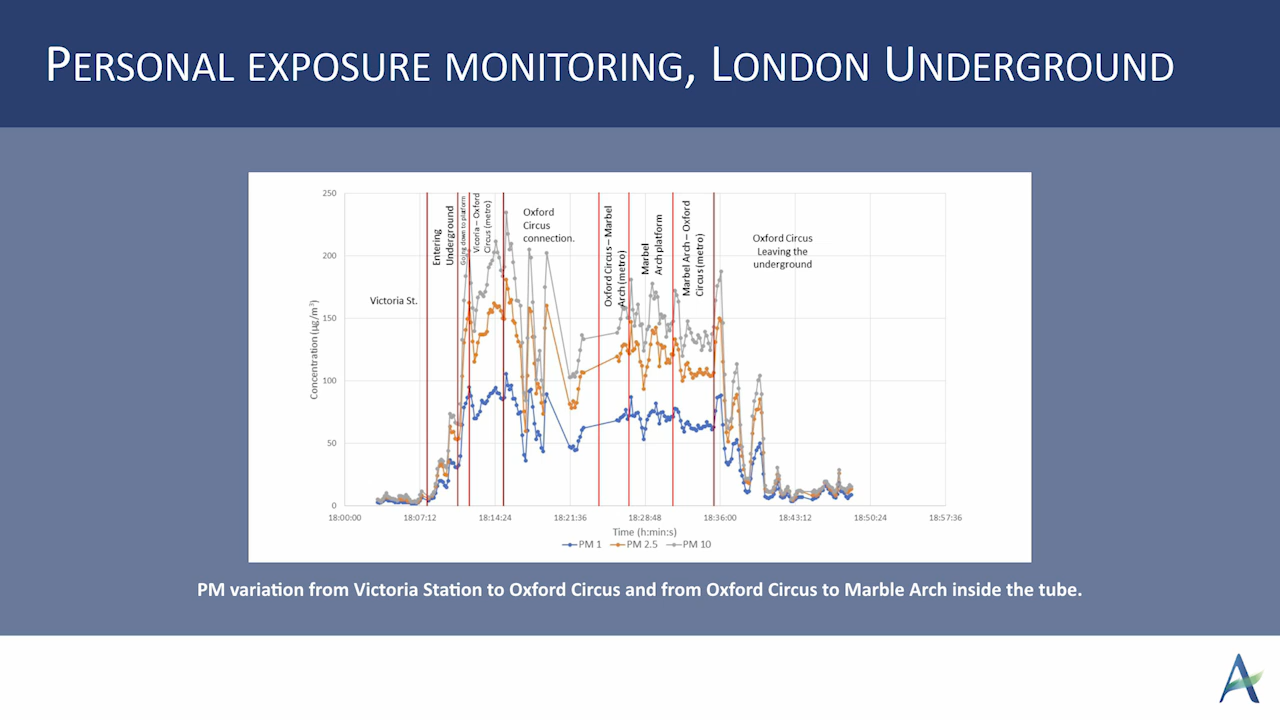 PERSONAL EXPOSURE MONITORING, LONDON UNDERGROUND
250
200
150
100
50
0
Concentration (µg/m³)
Victoria St.
Entering
Underground
Going down to platform
Vicoria – Oxford
Circus (metro)
Oxford
Circus
connection.
Oxford Circus – Marbel
Arch (metro)
Marbel
Arch platform
Marbel Arch – Oxford
Circus (metro)
Oxford Circus
Leaving the
underground
18:00:00 18:07:12 18:14:24 18:21:36 18:28:48 18:36:00 18:43:12 18:50:24 18:57:36
Time (h:min:s)
PM 1 PM 2.5 PM 10
PM variation from Victoria Station to Oxford Circus and from Oxford Circus to Marble Arch inside the tube.